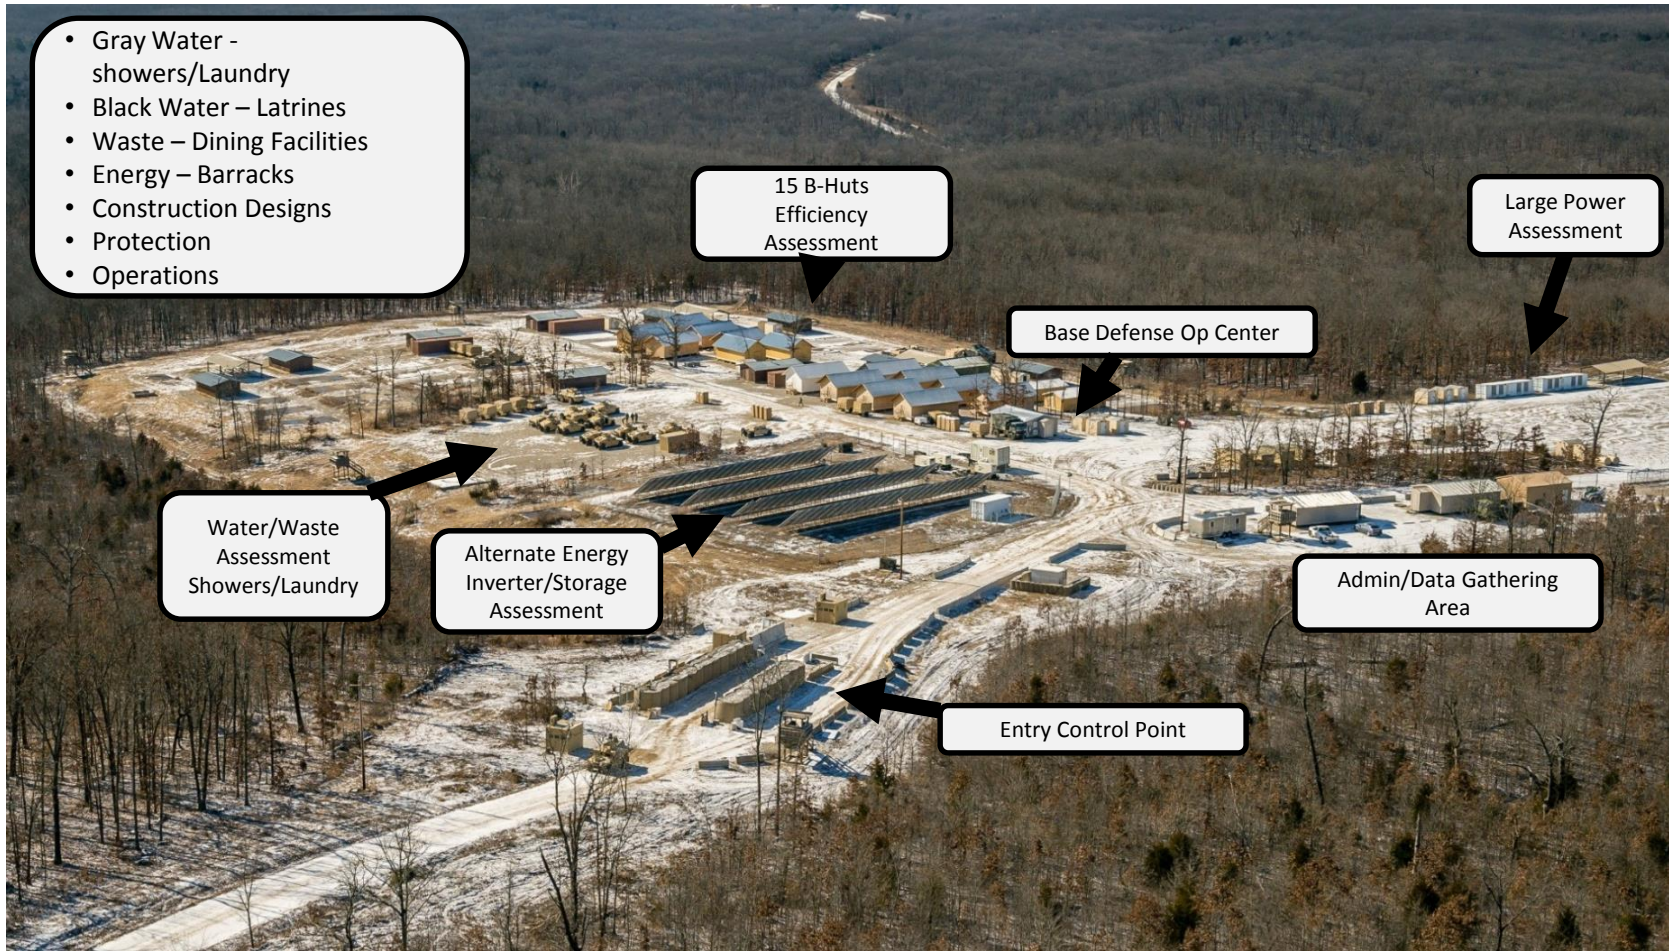 • Gray Water -
showers/Laundry
• Black Water – Latrines
• Waste – Dining Facilities
• Energy – Barracks
• Construction Designs
• Protection
• Operations
15 B-Huts
Efficiency
Assessment
Large Power
Assessment
Base Defense Op Center
Water/Waste
Assessment
Showers/Laundry
Alternate Energy
Inverter/Storage
Assessment
Admin/Data Gathering
Area
Entry Control Point